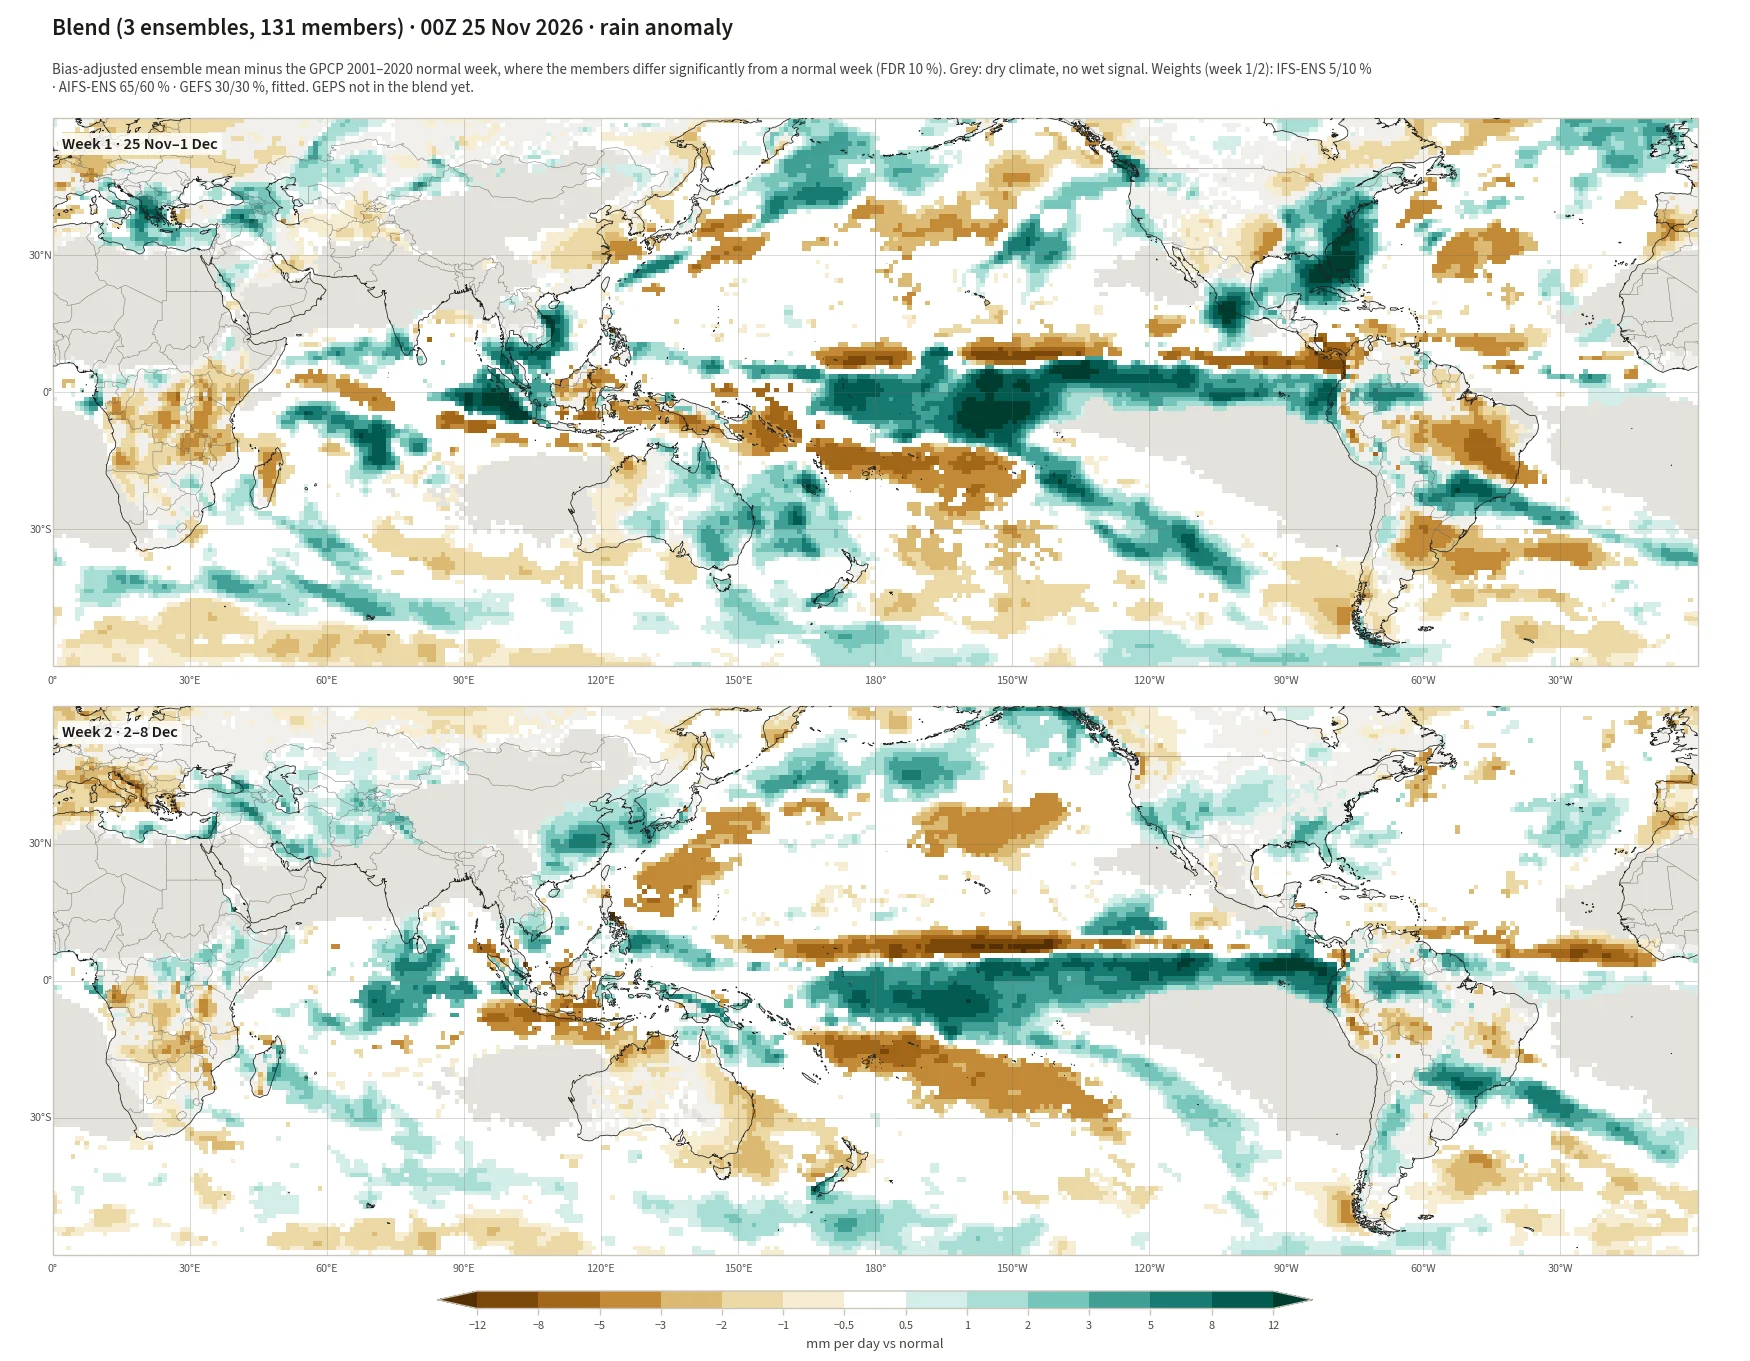 Blend (3 ensembles, 131 members) · 00Z 25 Nov 2026 · rain anomaly
Bias-adjusted ensemble mean minus the GPCP 2001–2020 normal week, where the members differ significantly from a normal week (FDR 10 %). Grey: dry climate, no wet signal. Weights (week 1/2): IFS-ENS 5/10 %
· AIFS-ENS 65/60 % · GEFS 30/30 %, fitted. GEPS not in the blend yet.
Week 1 · 25 Nov–1 Dec
30°N
0°
30°S
0° 30°E 60°E 90°E 120°E 150°E 180° 150°W 120°W 90°W 60°W 30°W
Week 2 · 2–8 Dec
30°N
0°
30°S
0° 30°E 60°E 90°E 120°E 150°E 180° 150°W 120°W 90°W 60°W 30°W
−12 −8 −5 −3 −2 −1 −0.5 0.5 1 2 3 5 8 12
mm per day vs normal